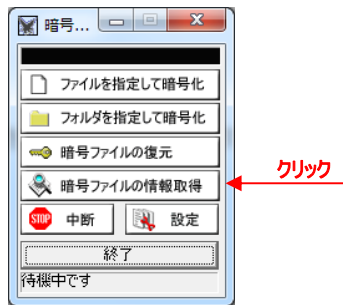 暗号...
ファイルを指定して暗号化
フォルダを指定して暗号化
暗号ファイルの復元
暗号ファイルの情報取得
クリック
STOP 中断 設定
終了
待機中です